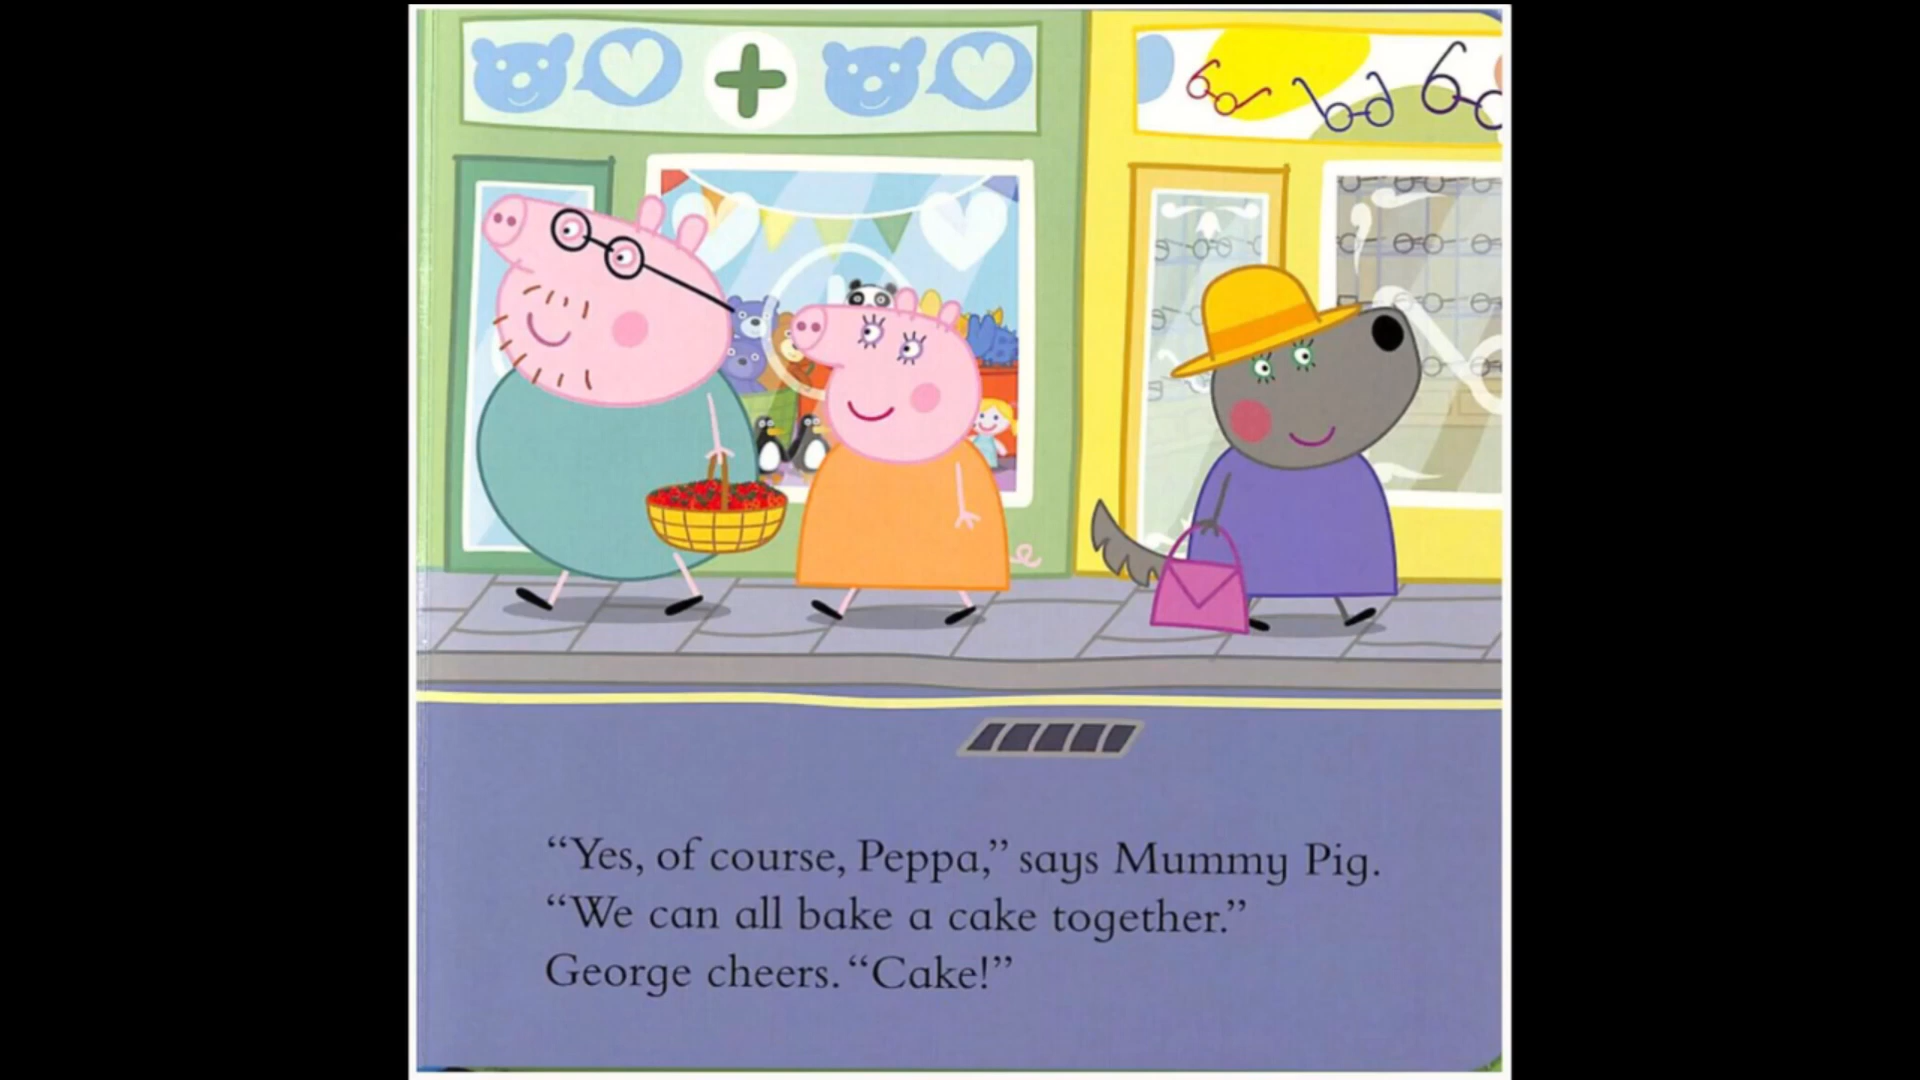 “Yes, of course, Peppa,” says Mummy Pig.
“We can all bake a cake together.”
George cheers. “Cake!”